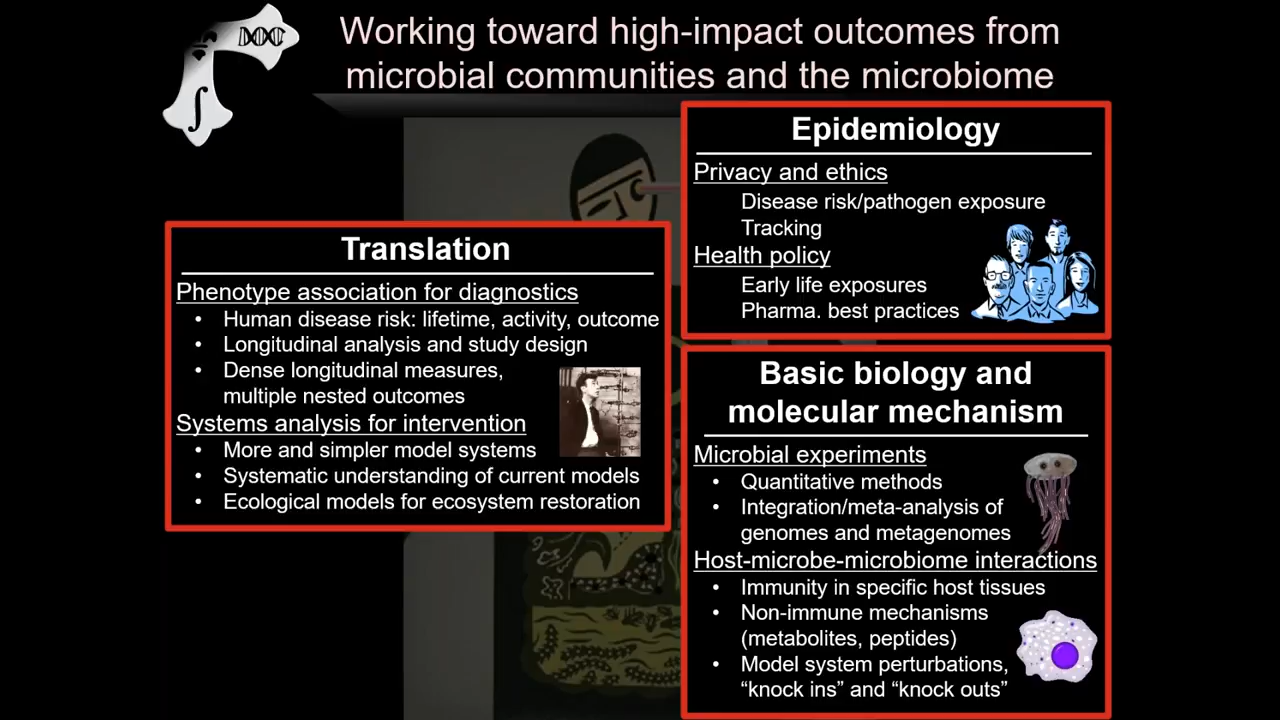 Working toward high-impact outcomes from
microbial communities and the microbiome
Translation
Phenotype association for diagnostics
• Human disease risk: lifetime, activity, outcome
• Longitudinal analysis and study design
• Dense longitudinal measures,
multiple nested outcomes
Systems analysis for intervention
• More and simpler model systems
• Systematic understanding of current models
• Ecological models for ecosystem restoration
Epidemiology
Privacy and ethics
Disease risk/pathogen exposure
Tracking
Health policy
Early life exposures
Pharma. best practices
Basic biology and
molecular mechanism
Microbial experiments
• Quantitative methods
• Integration/meta-analysis of
genomes and metagenomes
Host-microbe-microbiome interactions
• Immunity in specific host tissues
• Non-immune mechanisms
(metabolites, peptides)
• Model system perturbations,
“knock ins” and “knock outs”